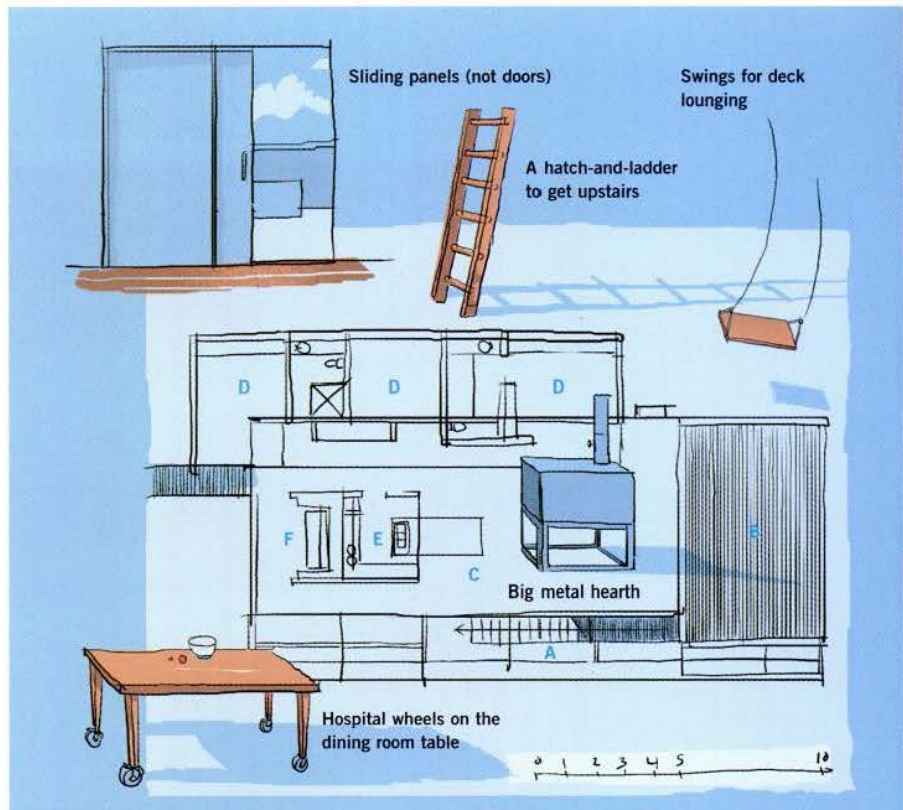 Sliding panels (not doors)
Swings for deck
lounging
A hatch-and-ladder
to get upstairs
D
D
D
F
E
C
Big metal hearth
A
Hospital wheels on the
dining room table
0 1 2 3 4 5 10